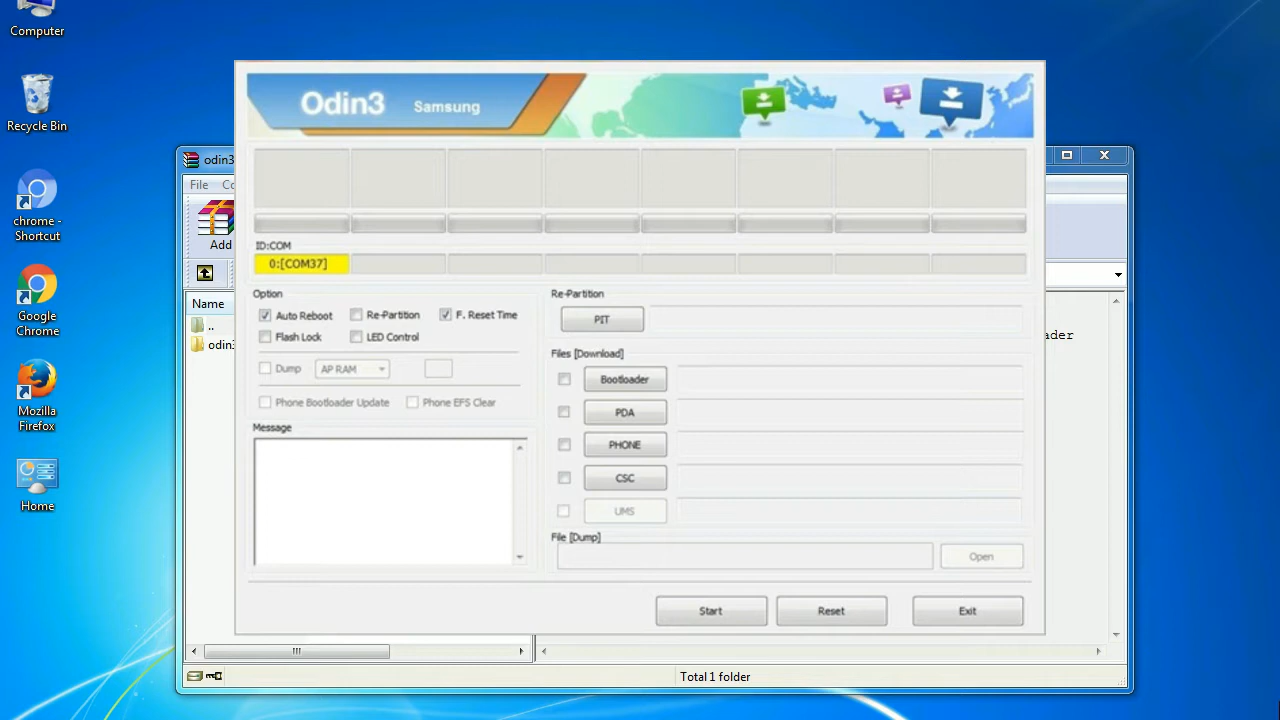 Computer
Recycle Bin
chrome -
Shortcut
Google
Chrome
Mozilla
Firefox
Home
odin3
File
Add
Name
..
odin3
ader
Total 1 folder
Odin3 Samsung
ID:COM
0:[COM37]
Option
Auto Reboot Re-Partition F. Reset Time
Flash Lock LED Control
Dump AP RAM
Phone Bootloader Update Phone EFS Clear
Message
Re-Partition
PIT
Files [Download]
Bootloader
PDA
PHONE
CSC
UMS
File [Dump]
Open
Start Reset Exit